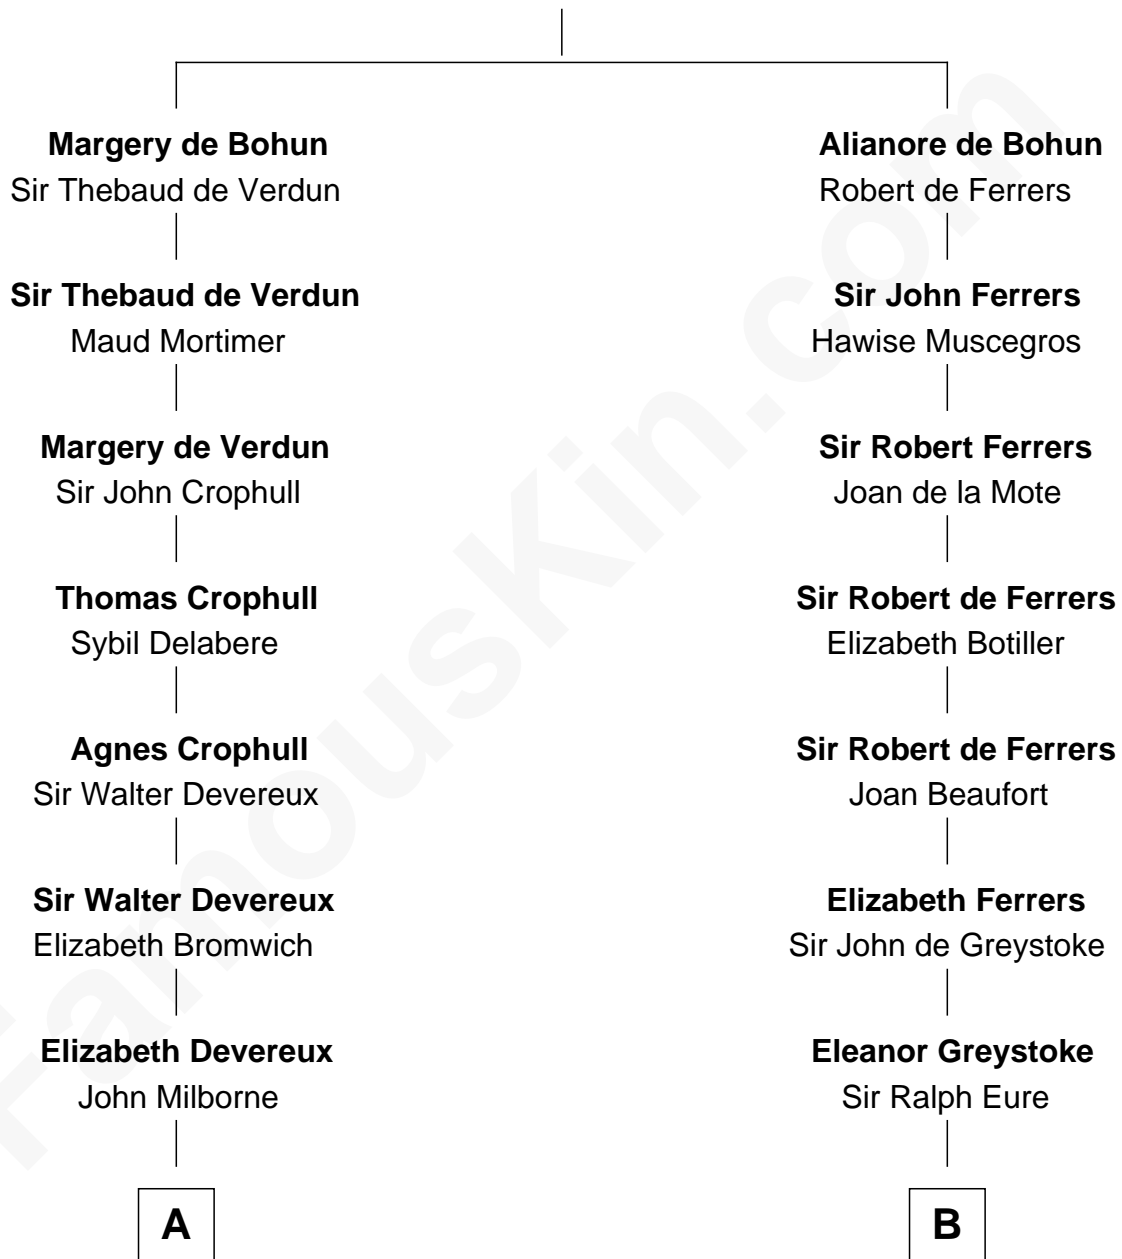 Margery de Bohun
Sir Thebaud de Verdun
Sir Thebaud de Verdun
Maud Mortimer
Margery de Verdun
Sir John Crophull
Thomas Crophull
Sybil Delabere
Agnes Crophull
Sir Walter Devereux
Sir Walter Devereux
Elizabeth Bromwich
Elizabeth Devereux
John Milborne
A
Alianore de Bohun
Robert de Ferrers
Sir John Ferrers
Hawise Muscegros
Sir Robert Ferrers
Joan de la Mote
Sir Robert de Ferrers
Elizabeth Botiller
Sir Robert de Ferrers
Joan Beaufort
Elizabeth Ferrers
Sir John de Greystoke
Eleanor Greystoke
Sir Ralph Eure
B
FamousKin.com